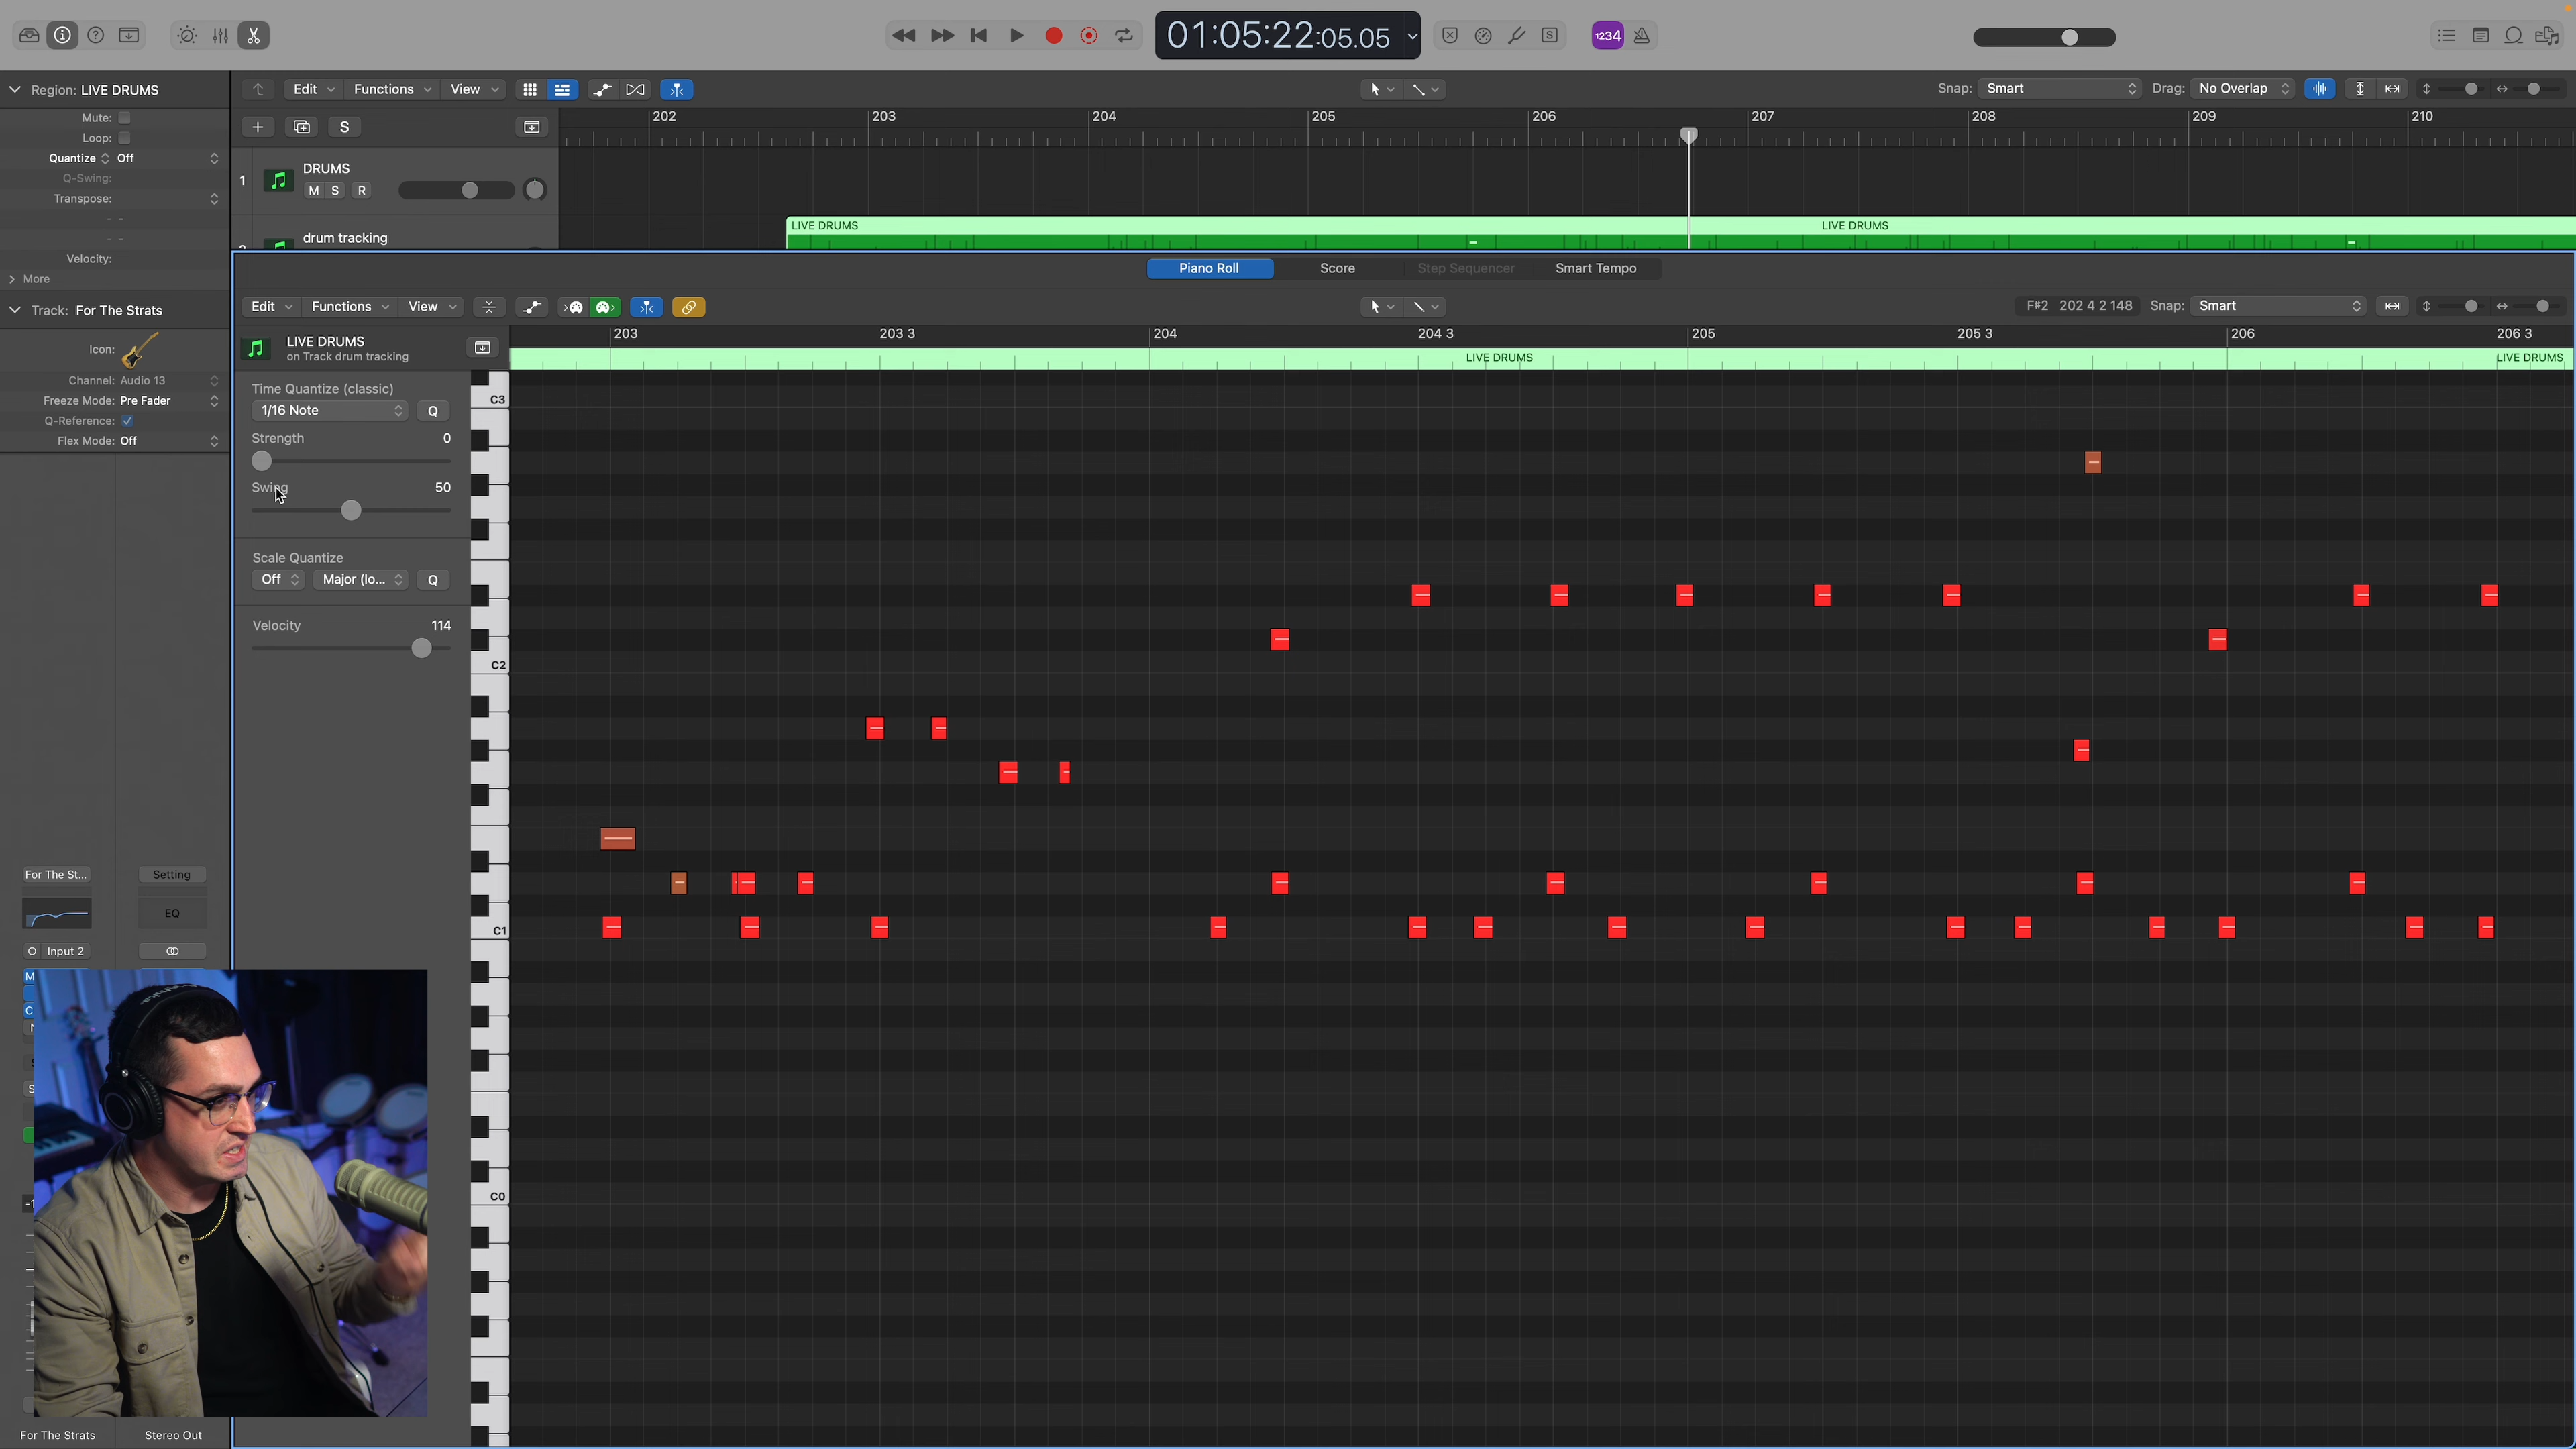 01:05:22:05.05
1234
S
Region: LIVE DRUMS
Edit
Functions
View
Snap: Smart
Drag: No Overlap
Mute:
Loop:
Quantize Off
Q-Swing:
Transpose:
Velocity:
More
S
202
203
204
205
206
207
208
209
210
1
DRUMS
M S R
drum tracking
LIVE DRUMS
LIVE DRUMS
Piano Roll
Score
Step Sequencer
Smart Tempo
Track: For The Strats
Edit
Functions
View
F#2 202 4 2 148
Snap: Smart
Icon:
Channel: Audio 13
Freeze Mode: Pre Fader
Q-Reference:
Flex Mode: Off
LIVE DRUMS
on Track drum tracking
203
203 3
204
204 3
205
205 3
206
206 3
LIVE DRUMS
LIVE DRUMS
Time Quantize (classic)
1/16 Note
Q
Strength 0
Swing 50
Scale Quantize
Off
Major (lo...
Q
Velocity 114
C3
C2
C1
C0
For The St...
Setting
EQ
Input 2
M
C
For The Strats
Stereo Out